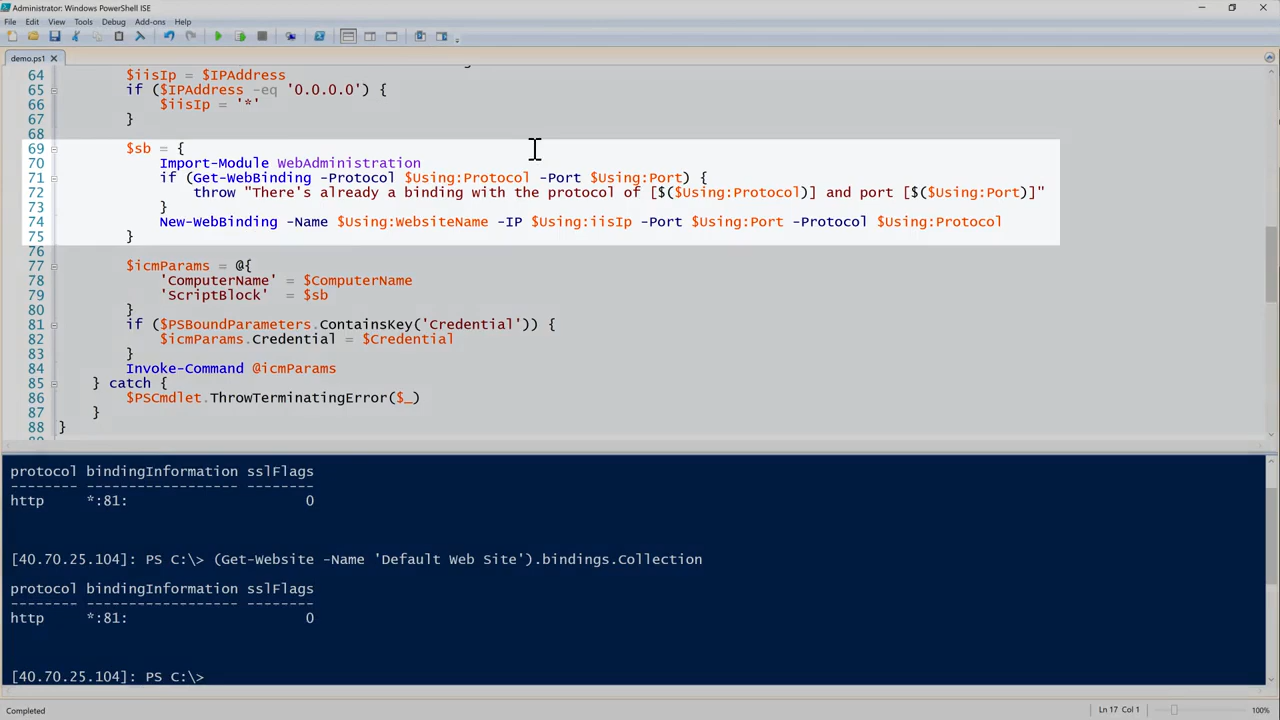 Administrator: Windows PowerShell ISE
File Edit View Tools Debug Add-ons Help
demo.ps1
64 $iisIp = $IPAddress
65 if ($IPAddress -eq '0.0.0.0') {
66 $iisIp = '*'
67 }
68
69 $sb = {
70 Import-Module WebAdministration
71 if (Get-WebBinding -Protocol $Using:Protocol -Port $Using:Port) {
72 throw "There's already a binding with the protocol of [$($Using:Protocol)] and port [$($Using:Port)]"
73 }
74 New-WebBinding -Name $Using:WebsiteName -IP $Using:iisIp -Port $Using:Port -Protocol $Using:Protocol
75 }
76
77 $icmParams = @{
78 'ComputerName' = $ComputerName
79 'ScriptBlock' = $sb
80 }
81 if ($PSBoundParameters.ContainsKey('Credential')) {
82 $icmParams.Credential = $Credential
83 }
84 Invoke-Command @icmParams
85 } catch {
86 $PSCmdlet.ThrowTerminatingError($_)
87 }
88 }
protocol bindingInformation sslFlags
-------- ------------------ --------
http *:81: 0
[40.70.25.104]: PS C:\> (Get-Website -Name 'Default Web Site').bindings.Collection
protocol bindingInformation sslFlags
-------- ------------------ --------
http *:81: 0
[40.70.25.104]: PS C:\>
Completed Ln 17 Col 1 100%